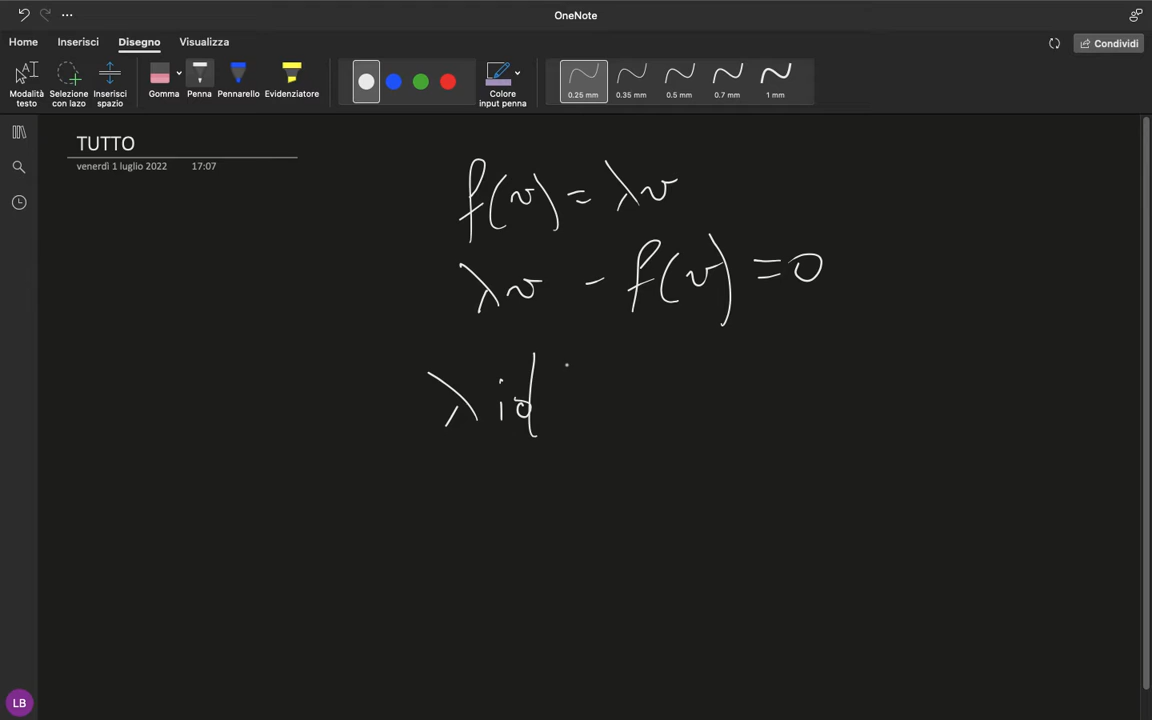 OneNote
Home Inserisci Disegno Visualizza
Condividi
Modalità testo
Selezione con lazo
Inserisci spazio
Gomma
Penna
Pennarello
Evidenziatore
Colore input penna
0.25 mm
0.35 mm
0.5 mm
0.7 mm
1 mm
TUTTO
venerdì 1 luglio 2022 17:07
f(v) = λv
λv - f(v) = 0
λ id
LB